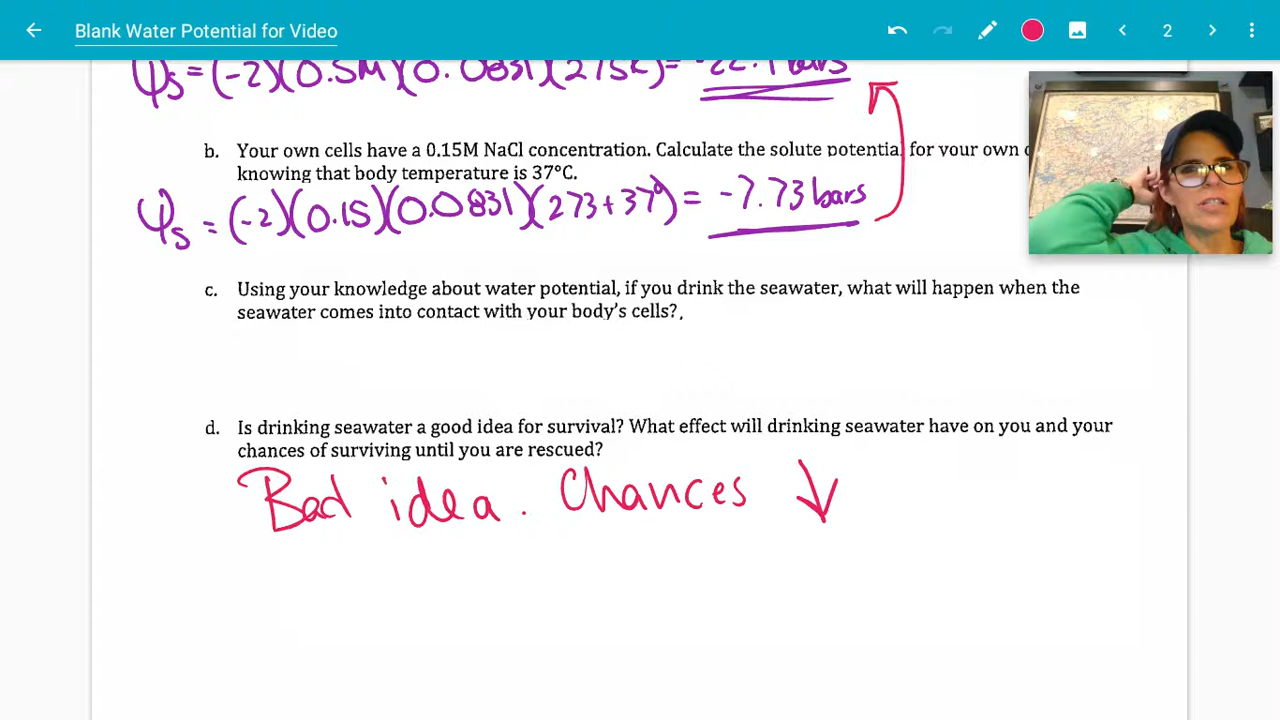 Blank Water Potential for Video
2
Ψs = (-2)(0.5M)(0.0831)(
b. Your own cells have a 0.15M NaCl concentration. Calculate the solute potential for your own
knowing that body temperature is 37°C.
Ψs = (-2)(0.15)(0.0831)(273+37°) = -7.73 bars
c. Using your knowledge about water potential, if you drink the seawater, what will happen when the
seawater comes into contact with your body's cells?,
d. Is drinking seawater a good idea for survival? What effect will drinking seawater have on you and your
chances of surviving until you are rescued?
Bad idea. Chances ↓